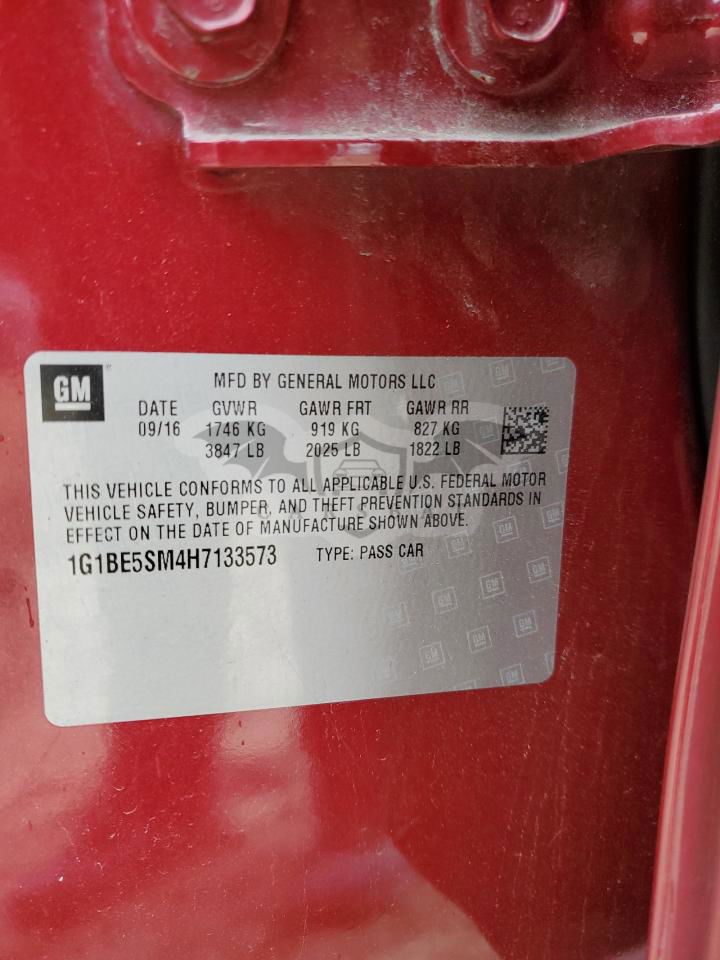 GM
MFD BY GENERAL MOTORS LLC
DATE GVWR GAWR FRT GAWR RR
09/16 1746 KG 919 KG 827 KG
3847 LB 2025 LB 1822 LB
THIS VEHICLE CONFORMS TO ALL APPLICABLE U.S. FEDERAL MOTOR
VEHICLE SAFETY, BUMPER, AND THEFT PREVENTION STANDARDS IN
EFFECT ON THE DATE OF MANUFACTURE SHOWN ABOVE.
1G1BE5SM4H7133573 TYPE: PASS CAR